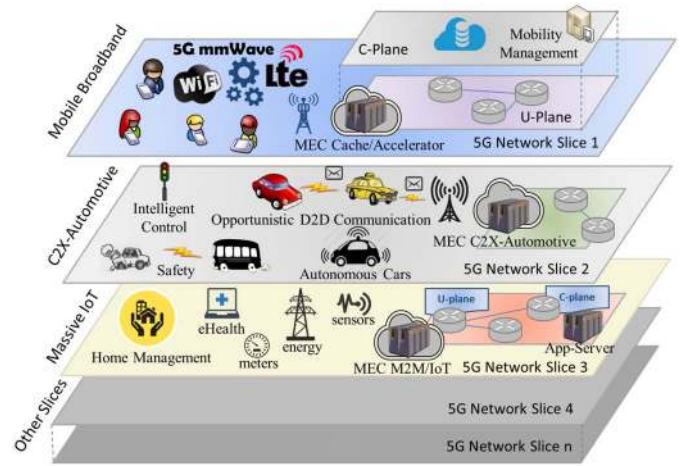 C-Plane
Mobility
Management
5G mmWave
WiFi
Lte
U-Plane
MEC Cache/Accelerator
5G Network Slice 1
Mobile Broadband
Intelligent
Control
Opportunistic D2D Communication
MEC C2X-Automotive
Safety
Autonomous Cars
5G Network Slice 2
C2X-Automotive
Home Management
eHealth
meters
energy
sensors
U-plane
C-plane
App-Server
MEC M2M/IoT
5G Network Slice 3
Massive IoT
5G Network Slice 4
5G Network Slice n
Other Slices